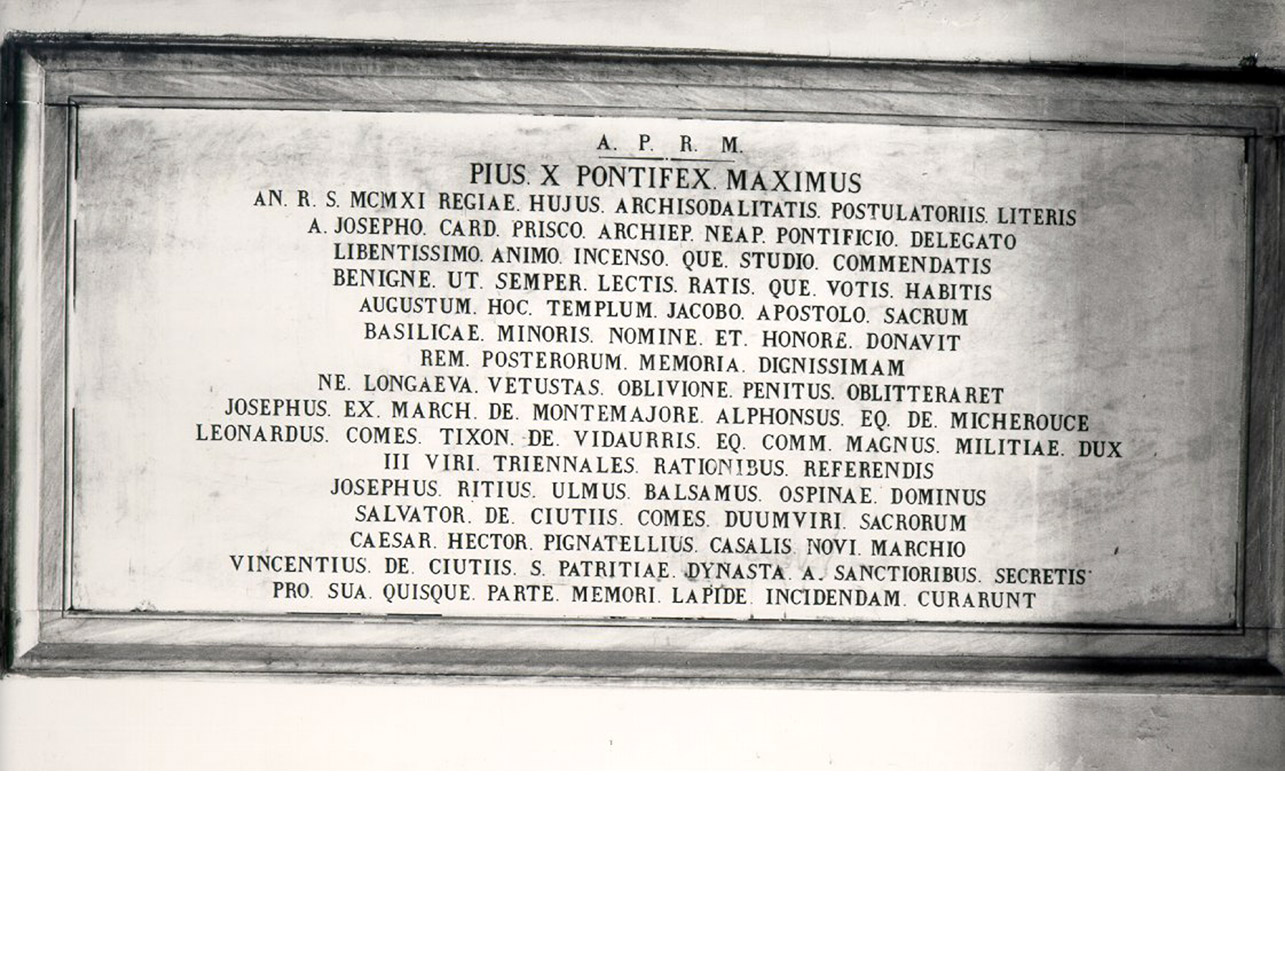 A. P. R. M.
PIUS. X PONTIFEX. MAXIMUS
AN. R. S. MCMXI REGIAE. HUJUS. ARCHISODALITATIS. POSTULATORIIS. LITERIS
A. JOSEPHO. CARD. PRISCO. ARCHIEP. NEAP. PONTIFICIO. DELEGATO
LIBENTISSIMO. ANIMO. INCENSO. QUE. STUDIO. COMMENDATIS
BENIGNE. UT. SEMPER. LECTIS. RATIS. QUE. VOTIS. HABITIS
AUGUSTUM. HOC. TEMPLUM. JACOBO. APOSTOLO. SACRUM
BASILICAE. MINORIS. NOMINE. ET. HONORE. DONAVIT
REM. POSTERORUM. MEMORIA. DIGNISSIMAM
NE. LONGAEVA. VETUSTAS. OBLIVIONE. PENITUS. OBLITTERARET
JOSEPHUS. EX. MARCH. DE. MONTEMAJORE. ALPHONSUS. EQ. DE. MICHEROUCE
LEONARDUS. COMES. TIXON. DE. VIDAURRIS. EQ. COMM. MAGNUS. MILITIAE. DUX
III VIRI. TRIENNALES. RATIONIBUS. REFERENDIS
JOSEPHUS. RITIUS. ULMUS. BALSAMUS. OSPINAE. DOMINUS
SALVATOR. DE. CIUTIIS. COMES. DUUMVIRI. SACRORUM
CAESAR. HECTOR. PIGNATELLIUS. CASALIS. NOVI. MARCHIO
VINCENTIUS. DE. CIUTIIS. S. PATRITIAE. DYNASTA. A. SANCTIORIBUS. SECRETIS
PRO. SUA. QUISQUE. PARTE. MEMORI. LAPIDE. INCIDENDAM. CURARUNT